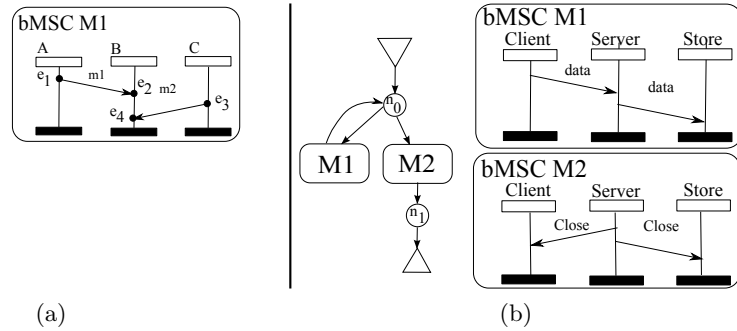 bMSC M1
A B C
e1 m1 e2 m2 e3
e4
(a)
n0
M1 M2
n1
bMSC M1
Client Server Store
data
data
bMSC M2
Client Server Store
Close Close
(b)